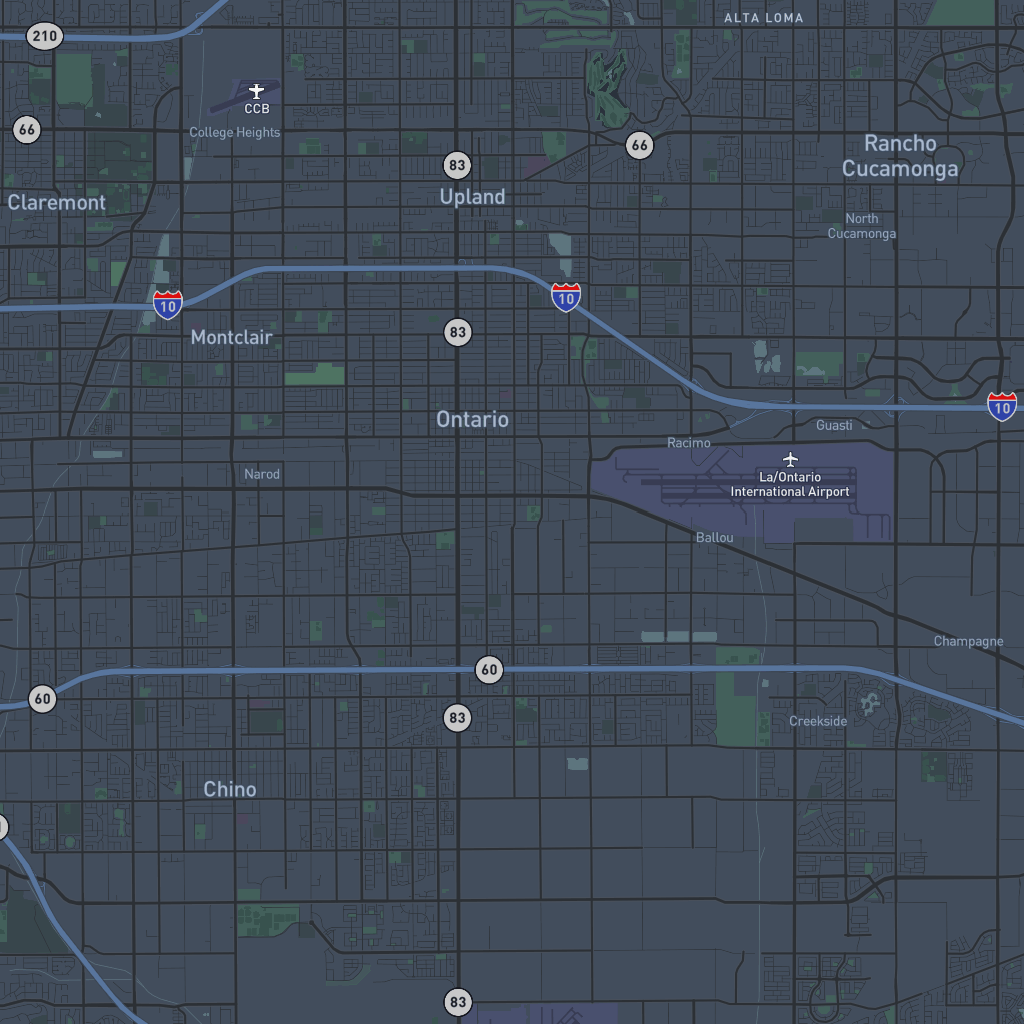 ALTA LOMA
210
CCB
66
College Heights
66
Rancho
Cucamonga
83
Upland
Claremont
North
Cucamonga
10
10
Montclair
83
10
Ontario
Guasti
Racimo
Narod
La/Ontario
International Airport
Ballou
Champagne
60
60
83
Creekside
Chino
83